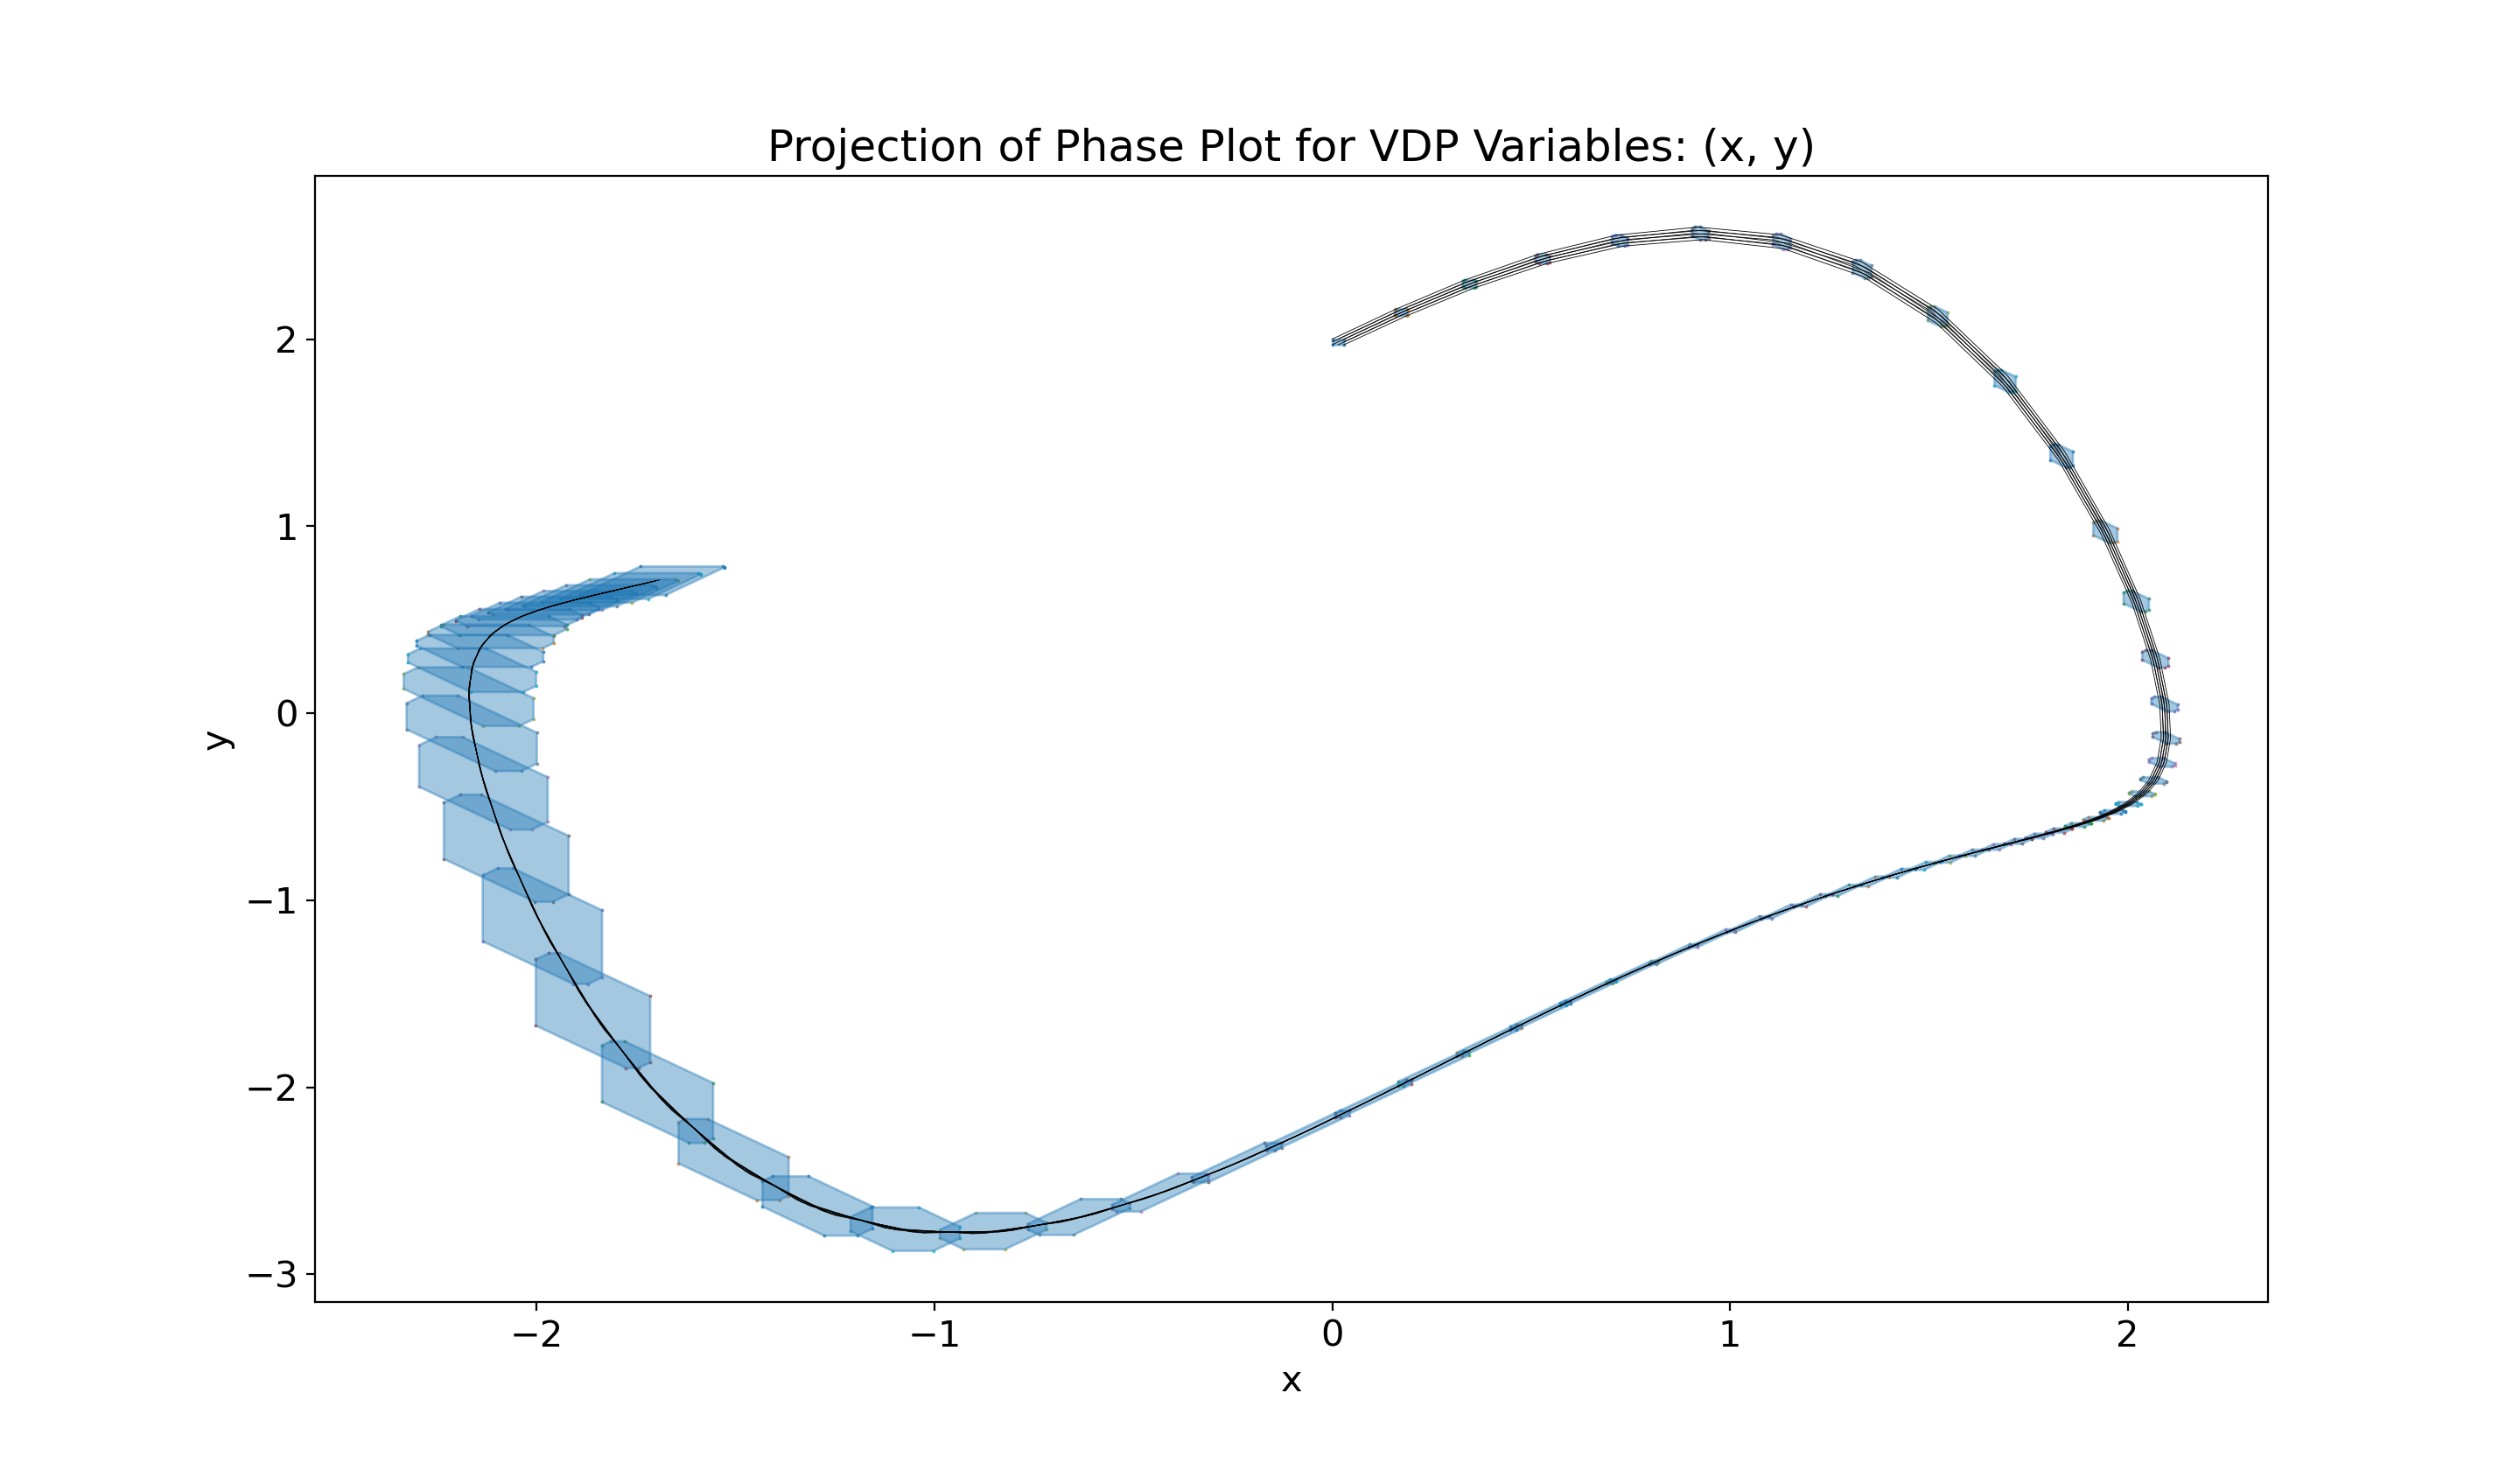 Projection of Phase Plot for VDP Variables: (x, y)
2
1
0
−1
−2
−3
y
−2 −1 0 1 2
x